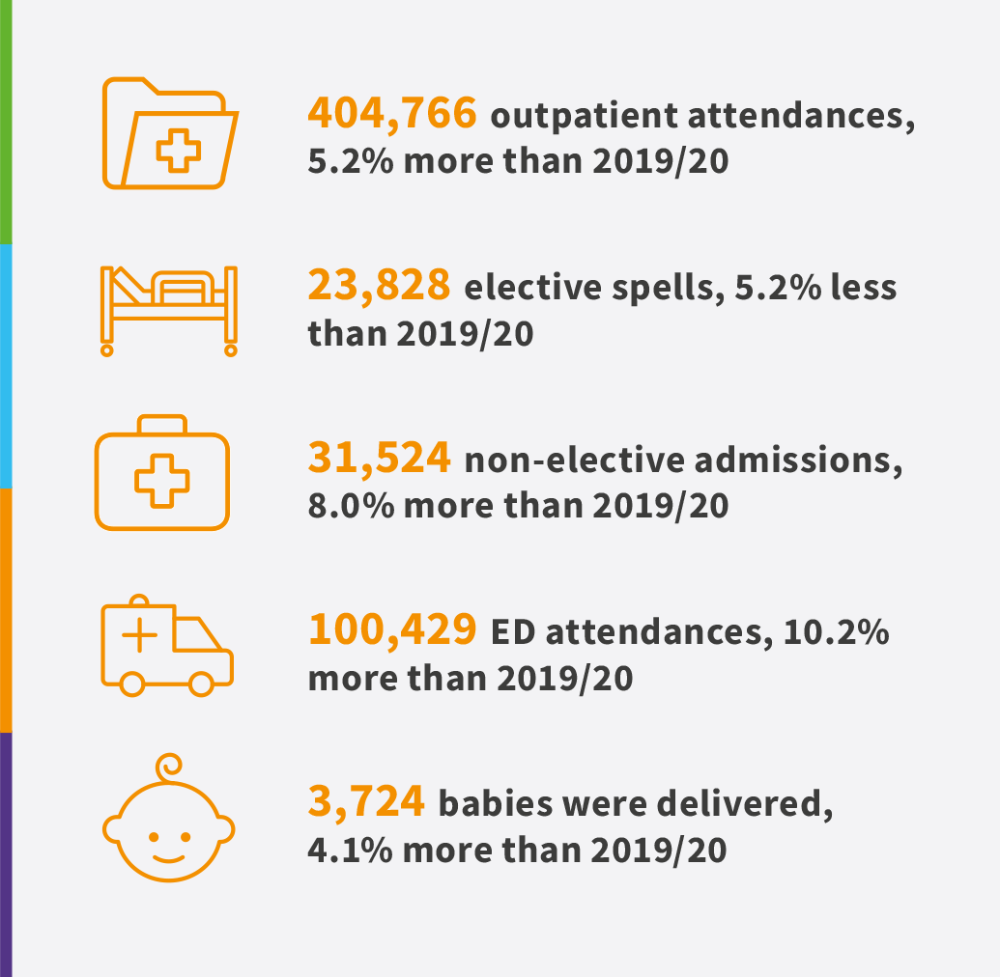 404,766 outpatient attendances,
5.2% more than 2019/20
23,828 elective spells, 5.2% less
than 2019/20
31,524 non-elective admissions,
8.0% more than 2019/20
100,429 ED attendances, 10.2%
more than 2019/20
3,724 babies were delivered,
4.1% more than 2019/20